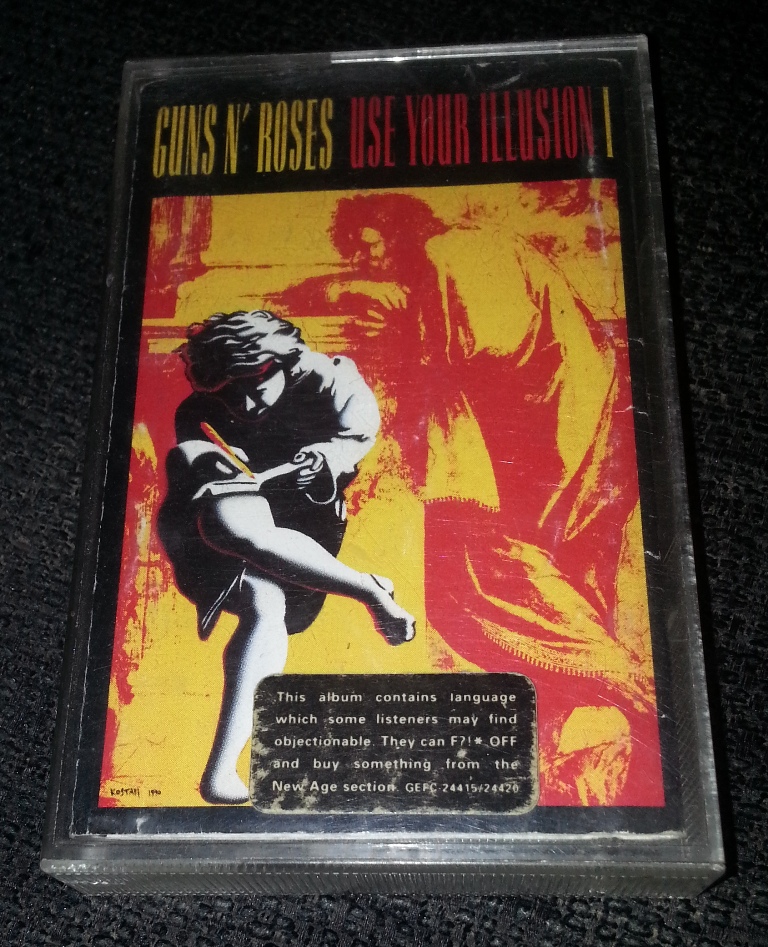 GUNS N' ROSES USE YOUR ILLUSION I
This album contains language
which some listeners may find
objectionable. They can F?!* OFF
and buy something from the
New Age section. GEFC-24415/24420
KOSTABI 1990